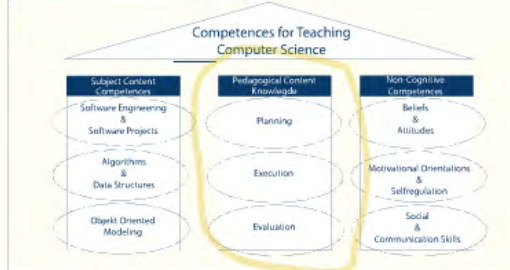 Competences for Teaching
Computer Science
Subject Content
Competences
Software Engineering
&
Software Projects
Algorithms
&
Data Structures
Objekt Oriented
Modeling
Pedagogical Content
Knowlegde
Planning
Execution
Evaluation
Non-Cognitive
Competences
Beliefs
&
Attitudes
Motivational Orientations
&
Selfregulation
Social
&
Communication Skills